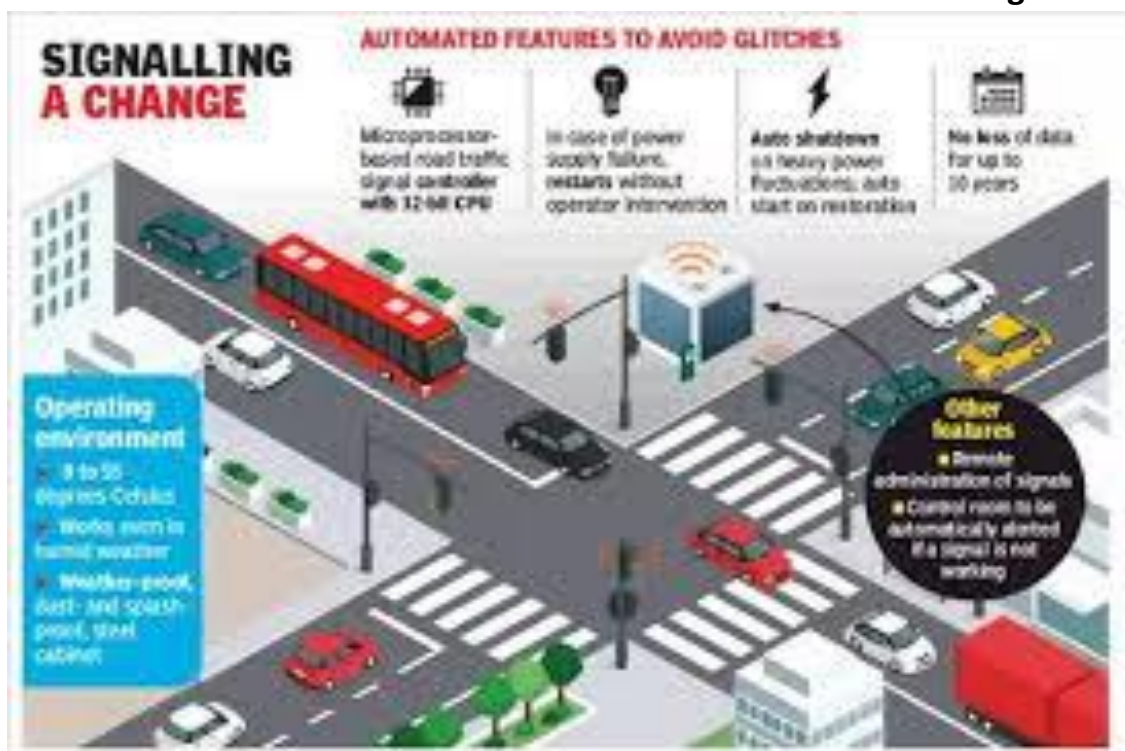 g
SIGNALLING
A CHANGE
AUTOMATED FEATURES TO AVOID GLITCHES
Microprocessor-
based road traffic
signal controller
with 32-bit CPU
In case of power
supply failure,
restarts without
operator intervention
Auto shutdown
on heavy power
fluctuations; auto
start on restoration
No loss of data
for up to
10 years
Operating
environment
0 to 55
degrees Celsius
Works even in
humid weather
Weather-proof,
dust- and splash-
proof, steel
cabinet
Other
features
Remote
administration of signals
Control room to be
automatically alerted
if a signal is not
working